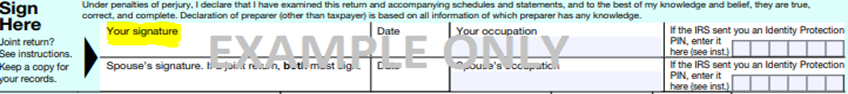 Sign
Here
Joint return?
See instructions.
Keep a copy for
your records.
Under penalties of perjury, I declare that I have examined this return and accompanying schedules and statements, and to the best of my knowledge and belief, they are true,
correct, and complete. Declaration of preparer (other than taxpayer) is based on all information of which preparer has any knowledge.
Your signature
Date
Your occupation
If the IRS sent you an Identity Protection
PIN, enter it
here (see inst.)
EXAMPLE ONLY
Spouse's signature. If a joint return, both must sign.
Date
Spouse's occupation
If the IRS sent you an Identity Protection
PIN, enter it
here (see inst.)